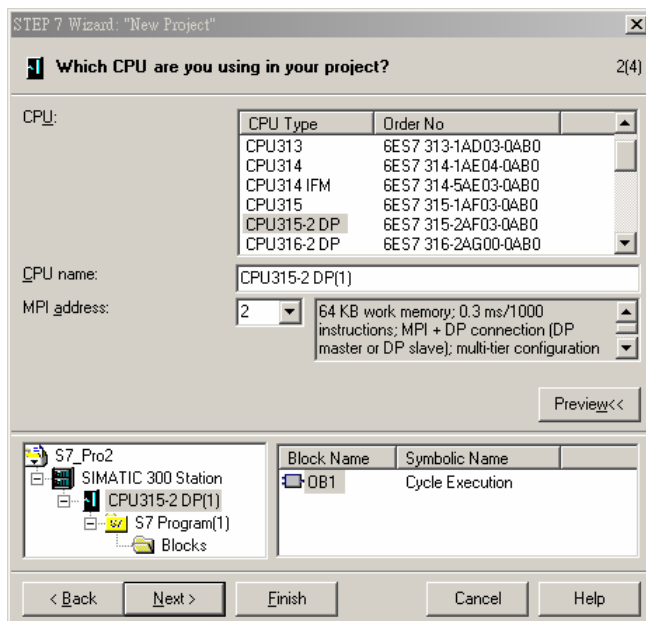 STEP 7 Wizard: "New Project"
Which CPU are you using in your project? 2(4)
CPU:
CPU Type Order No
CPU313 6ES7 313-1AD03-0AB0
CPU314 6ES7 314-1AE04-0AB0
CPU314 IFM 6ES7 314-5AE03-0AB0
CPU315 6ES7 315-1AF03-0AB0
CPU315-2 DP 6ES7 315-2AF03-0AB0
CPU316-2 DP 6ES7 316-2AG00-0AB0
CPU name: CPU315-2 DP(1)
MPI address: 2
64 KB work memory; 0.3 ms/1000
instructions; MPI + DP connection (DP
master or DP slave); multi-tier configuration
Preview<<
S7_Pro2
SIMATIC 300 Station
CPU315-2 DP(1)
S7 Program(1)
Blocks
Block Name Symbolic Name
OB1 Cycle Execution
< Back Next > Finish Cancel Help